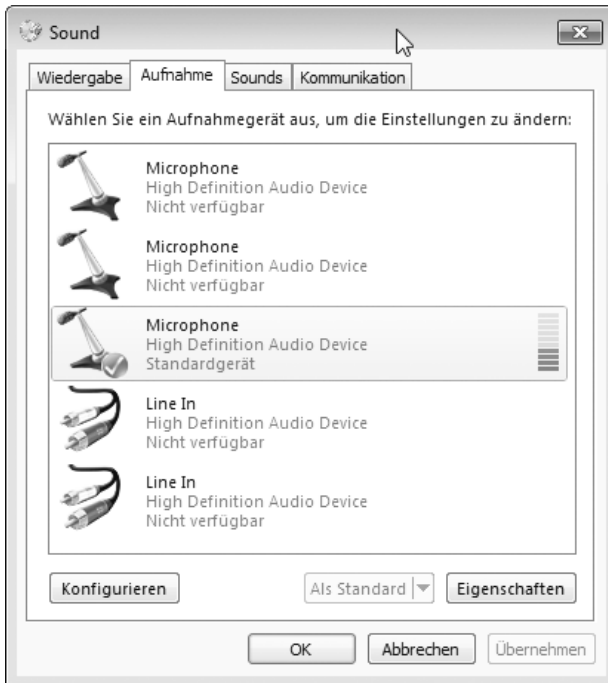 Sound
Wiedergabe Aufnahme Sounds Kommunikation
Wählen Sie ein Aufnahmegerät aus, um die Einstellungen zu ändern:
Microphone
High Definition Audio Device
Nicht verfügbar
Microphone
High Definition Audio Device
Nicht verfügbar
Microphone
High Definition Audio Device
Standardgerät
Line In
High Definition Audio Device
Nicht verfügbar
Line In
High Definition Audio Device
Nicht verfügbar
Konfigurieren Als Standard Eigenschaften
OK Abbrechen Übernehmen